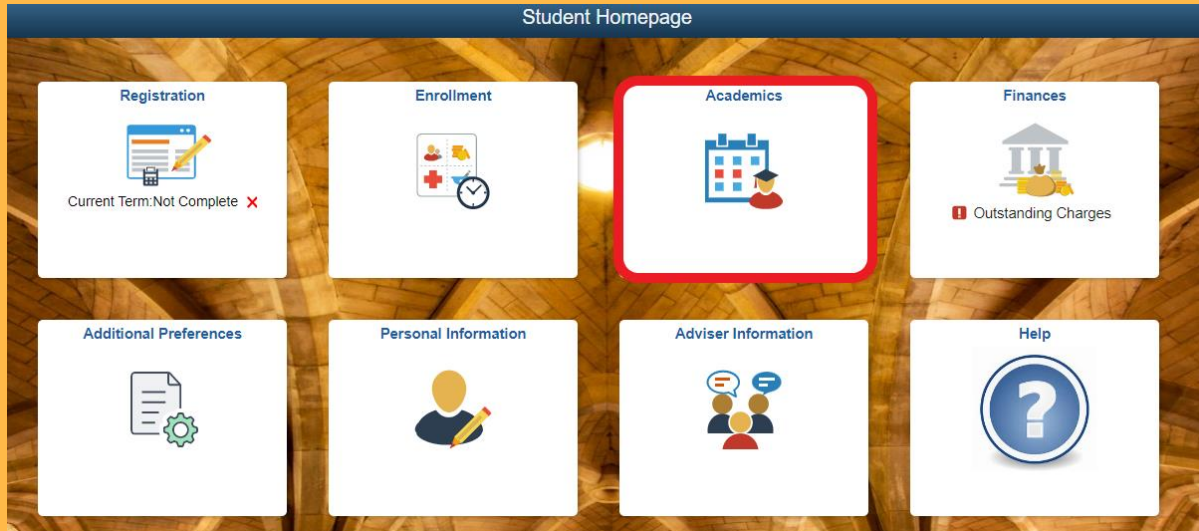 Student Homepage
Registration
Current Term:Not Complete
Enrollment
Academics
Finances
! Outstanding Charges
Additional Preferences
Personal Information
Adviser Information
Help
?